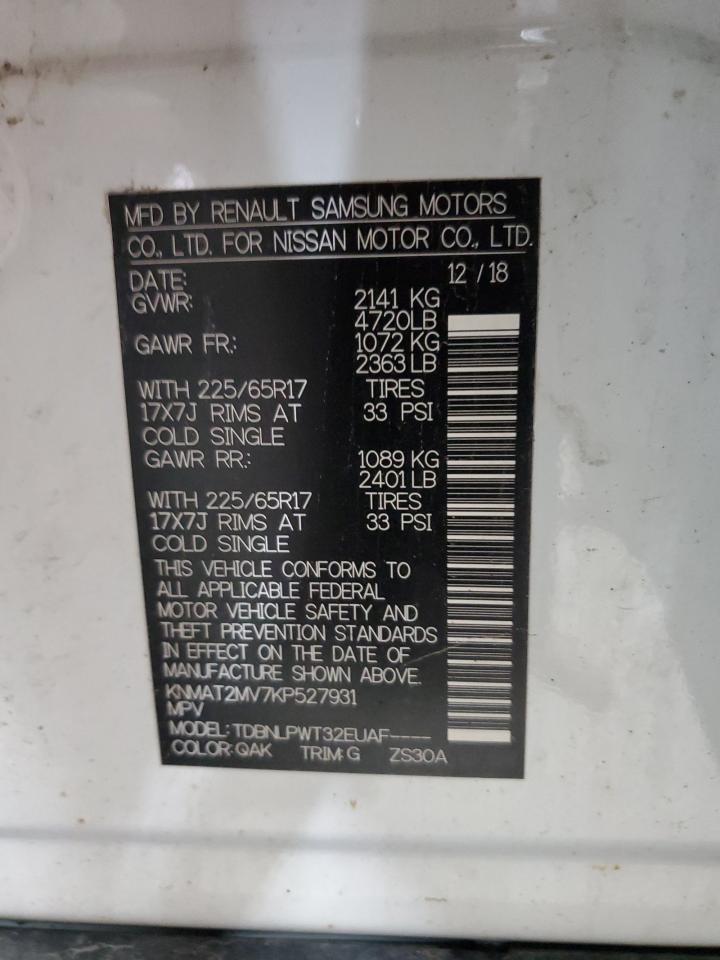 MFD BY RENAULT SAMSUNG MOTORS
CO., LTD. FOR NISSAN MOTOR CO., LTD.
DATE: 12 / 18
GVWR: 2141 KG
4720LB
GAWR FR.: 1072 KG
2363 LB
WITH 225/65R17 TIRES
17X7J RIMS AT 33 PSI
COLD SINGLE
GAWR RR.: 1089 KG
2401 LB
WITH 225/65R17 TIRES
17X7J RIMS AT 33 PSI
COLD SINGLE
THIS VEHICLE CONFORMS TO
ALL APPLICABLE FEDERAL
MOTOR VEHICLE SAFETY AND
THEFT PREVENTION STANDARDS
IN EFFECT ON THE DATE OF
MANUFACTURE SHOWN ABOVE.
KNMAT2MV7KP527931
MPV
MODEL: TDBNLPWT32EUAF----
COLOR: QAK TRIM: G ZS30A